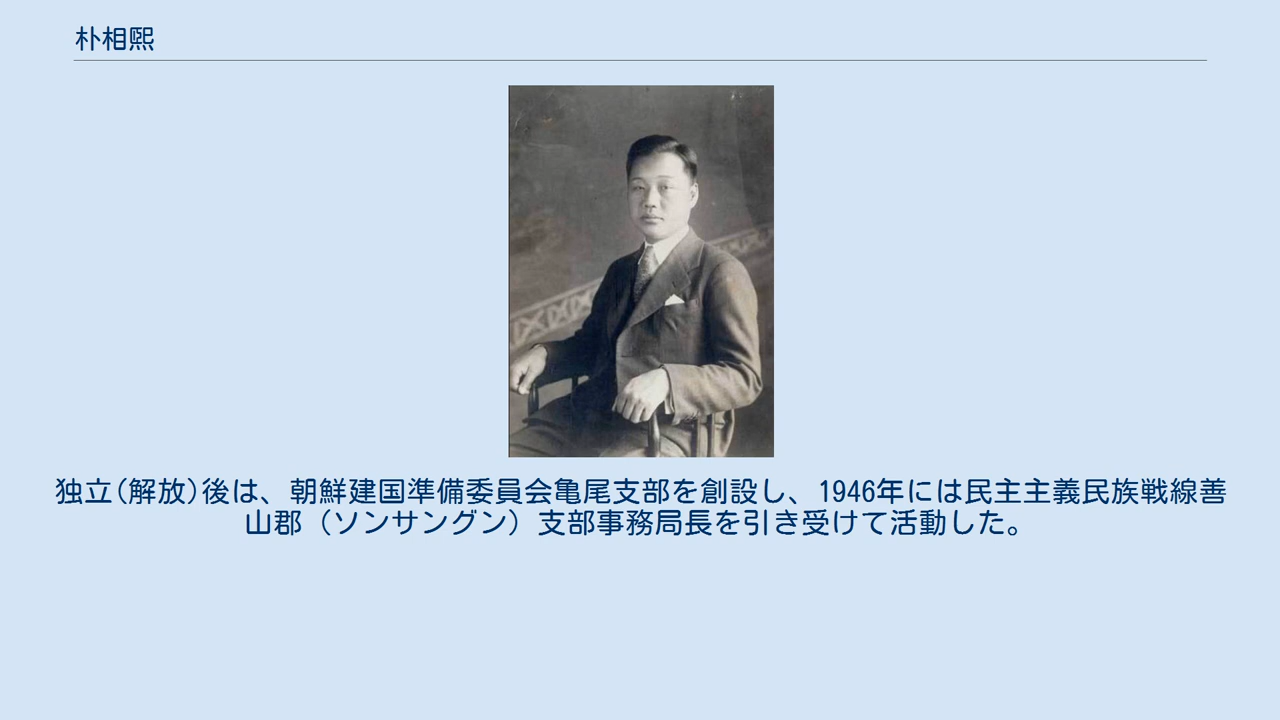 朴相熙
独立(解放)後は、朝鮮建国準備委員会亀尾支部を創設し、1946年には民主主義民族戦線善
山郡（ソンサングン）支部事務局長を引き受けて活動した。